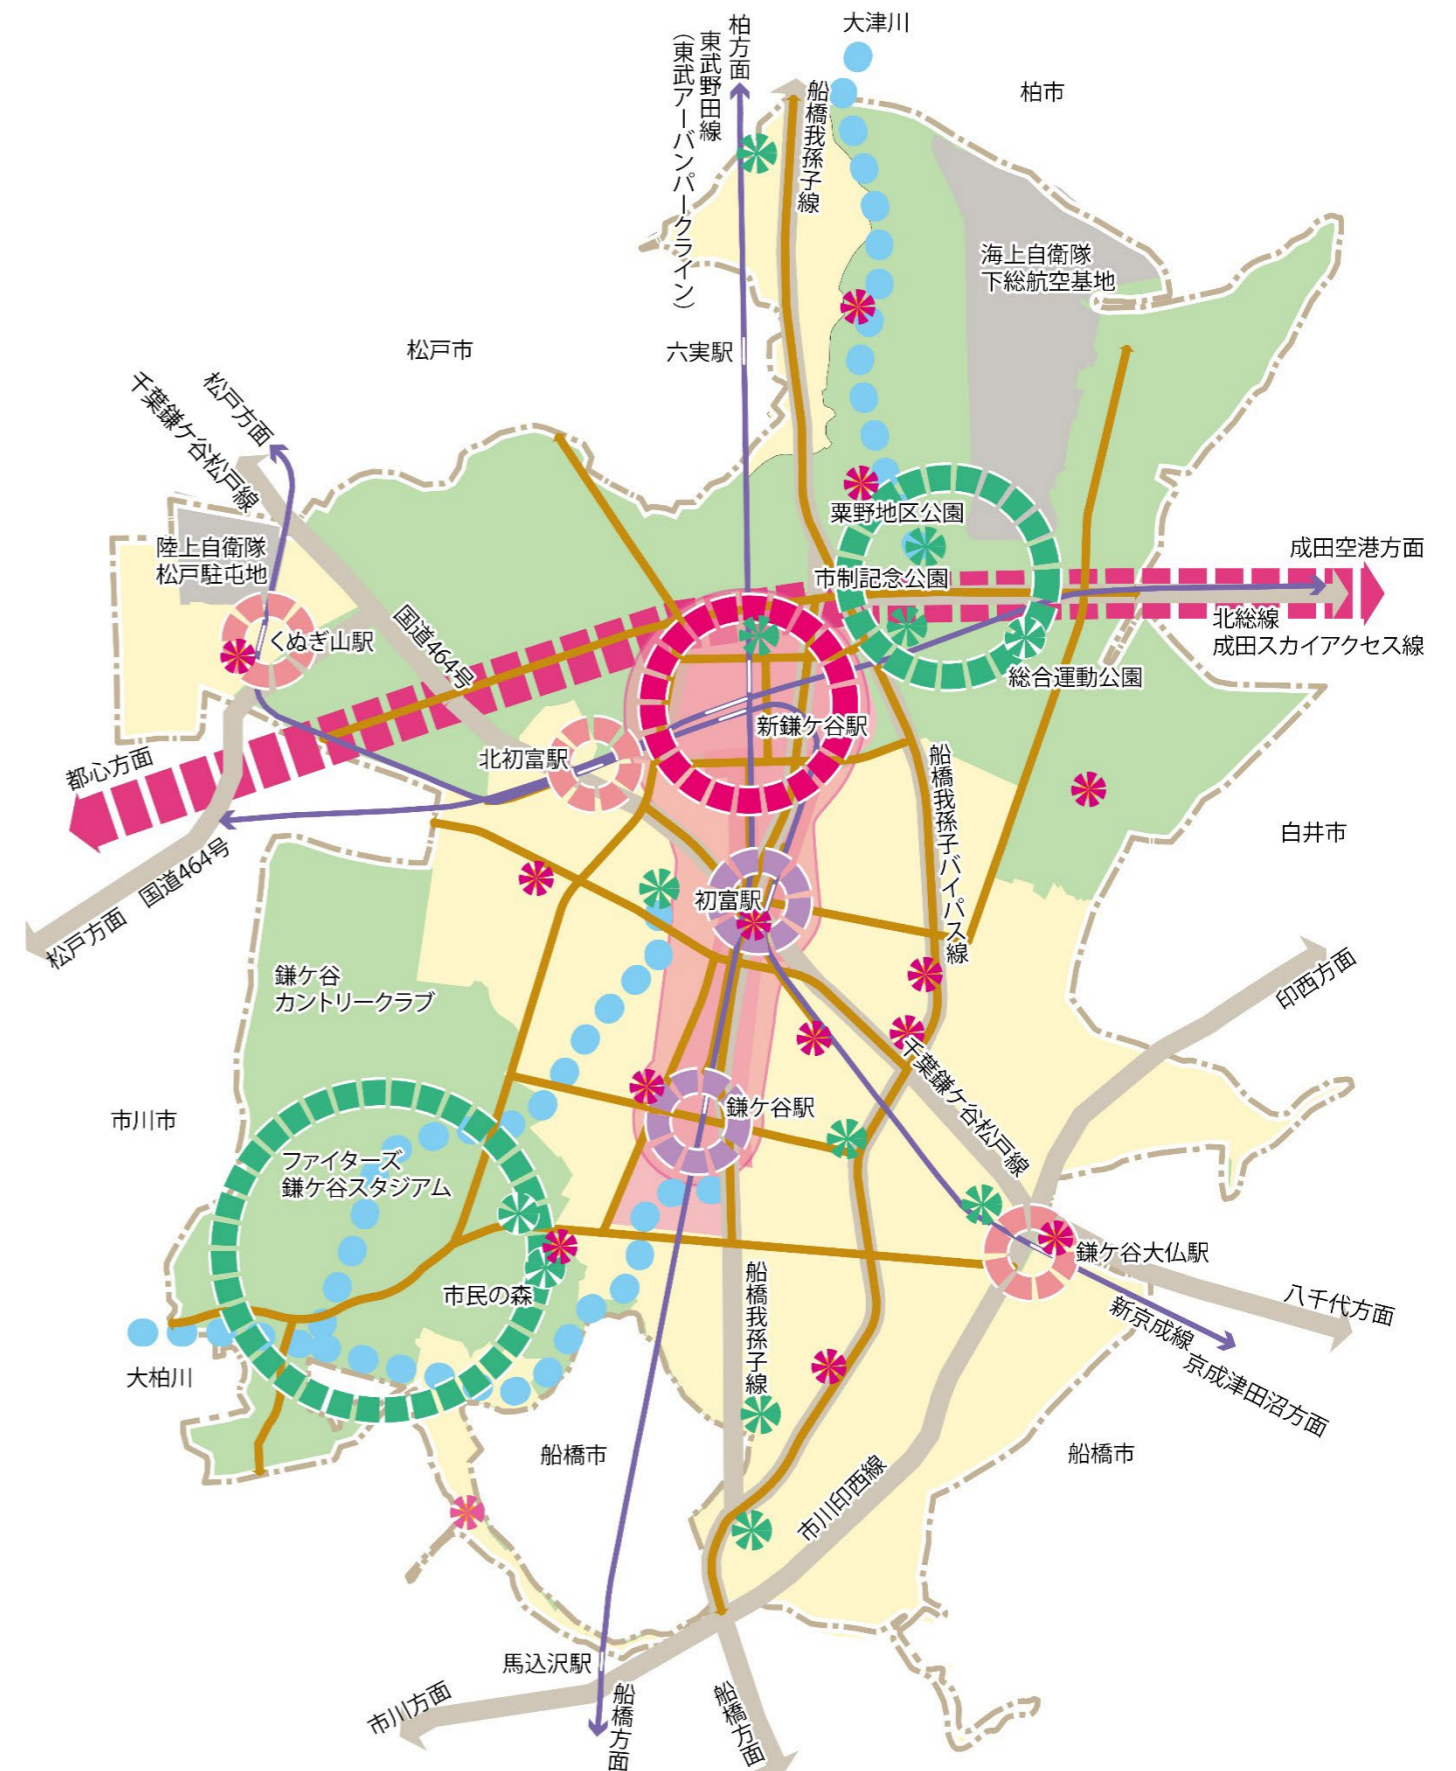 大津川
柏方面
東武野田線
（東武アーバンパークライン）
船橋我孫子線
柏市
海上自衛隊
下総航空基地
松戸市
六実駅
松戸方面
千葉鎌ケ谷松戸線
粟野地区公園
陸上自衛隊
松戸駐屯地
成田空港方面
市制記念公園
北総線
成田スカイアクセス線
くぬぎ山駅
国道464号
総合運動公園
新鎌ケ谷駅
北初富駅
都心方面
船橋我孫子バイパス線
白井市
国道464号
松戸方面
初富駅
鎌ケ谷
カントリークラブ
印西方面
千葉鎌ケ谷松戸線
市川市
鎌ケ谷駅
ファイターズ
鎌ケ谷スタジアム
鎌ケ谷大仏駅
市民の森
船橋我孫子線
八千代方面
新京成線
京成津田沼方面
大柏川
船橋市
船橋市
市川印西線
馬込沢駅
市川方面
船橋方面
船橋方面